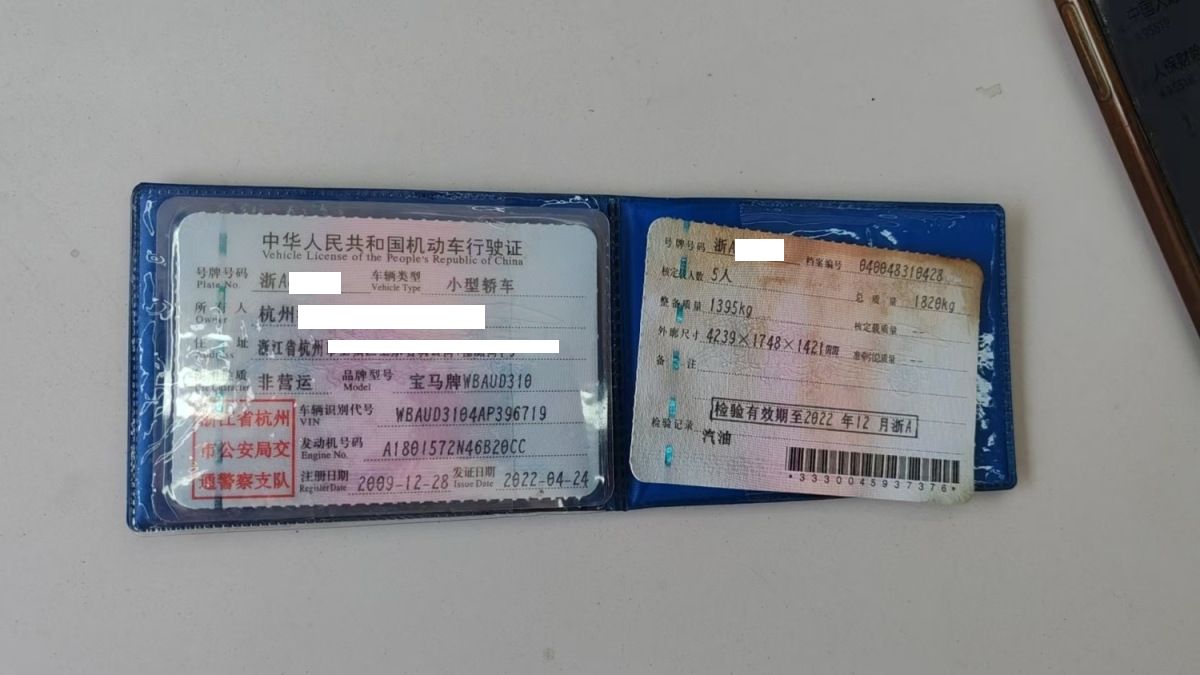 中华人民共和国机动车行驶证
Vehicle License of the People's Republic of China
号牌号码 浙A 车辆类型 小型轿车
Plate No. Vehicle Type
所有人 杭州
Owner
住址 浙江省杭州
Address
非营运 品牌型号 宝马牌WBAUD310
Model
车辆识别代号 WBAUD3104AP396719
VIN
发动机号码 A1801572N46B20CC
Engine No.
注册日期 2009-12-28 发证日期 2022-04-24
Register Date Issue Date
浙江省杭州
市公安局交
通警察支队
号牌号码 浙A 档案编号 040048310428
核定载人数 5人 总质量 1820kg
整备质量 1395kg 核定载质量 --
外廓尺寸 4239×1748×1421mm 准牵引总质量 --
备注
检验有效期至2022年12月浙A
检验记录 汽油
*3330045937376*